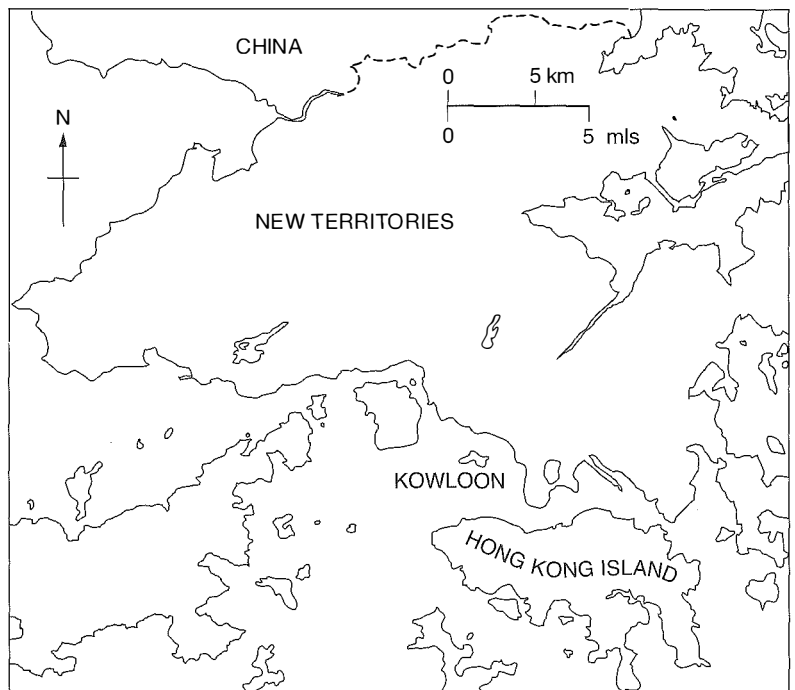 CHINA
0 5 km
0 5 mls
N
NEW TERRITORIES
KOWLOON
HONG KONG ISLAND